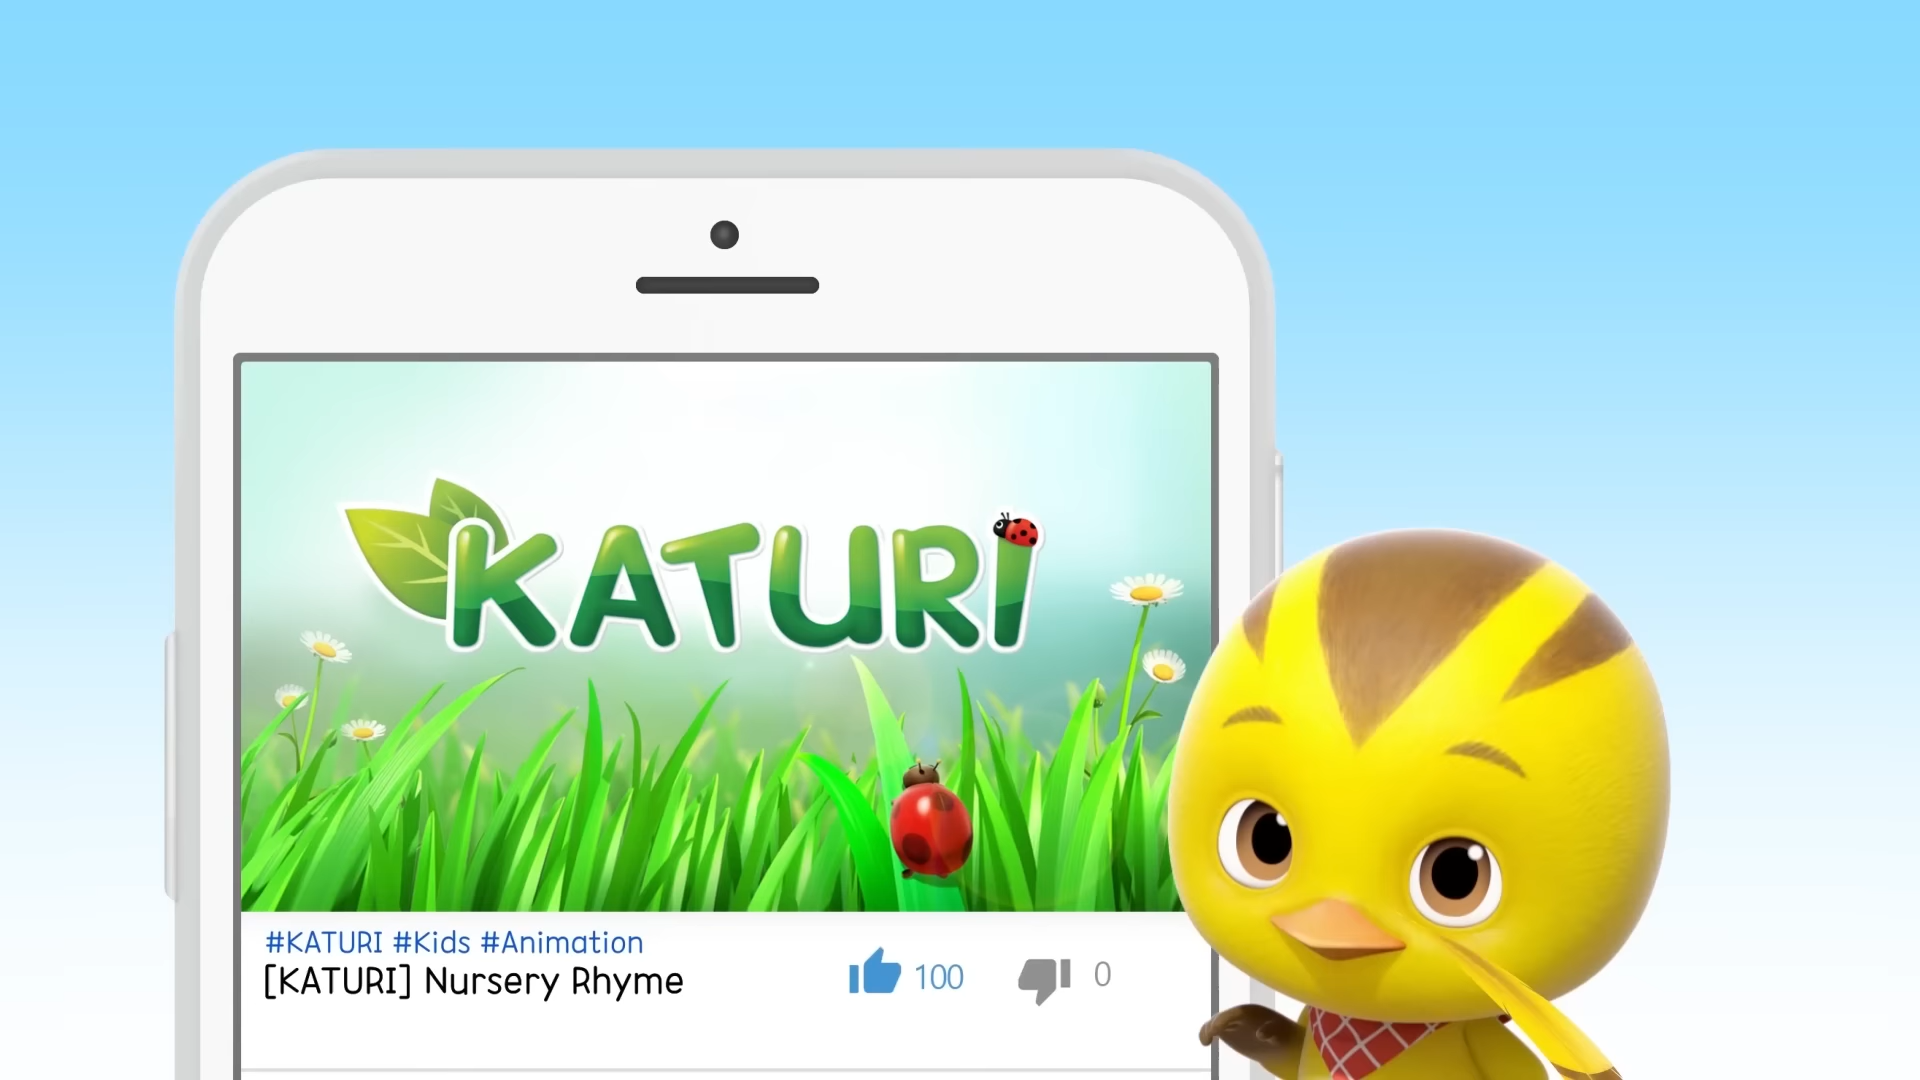 KATURI
#KATURI #Kids #Animation
[KATURI] Nursery Rhyme
100
0